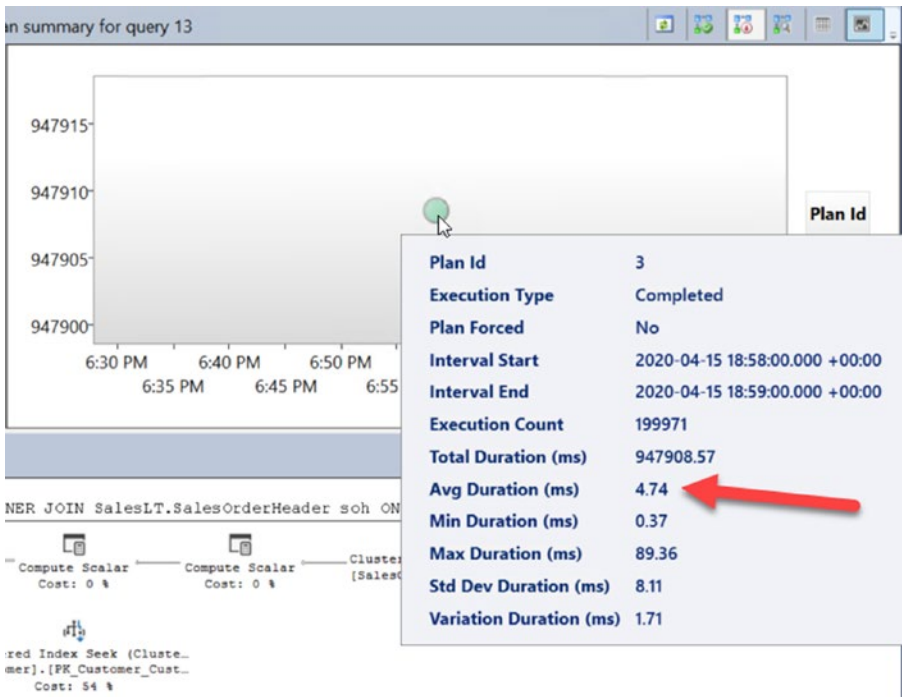 an summary for query 13
947915
947910
Plan Id
947905
947900
6:30 PM 6:40 PM 6:50 PM
6:35 PM 6:45 PM 6:55
Plan Id 3
Execution Type Completed
Plan Forced No
Interval Start 2020-04-15 18:58:00.000 +00:00
Interval End 2020-04-15 18:59:00.000 +00:00
Execution Count 199971
Total Duration (ms) 947908.57
Avg Duration (ms) 4.74
Min Duration (ms) 0.37
Max Duration (ms) 89.36
Std Dev Duration (ms) 8.11
Variation Duration (ms) 1.71
NER JOIN SalesLT.SalesOrderHeader soh ON
Compute Scalar Compute Scalar Cluster
Cost: 0 % Cost: 0 % [Sales
red Index Seek (Cluste…
mer].[PK_Customer_Cust…
Cost: 54 %